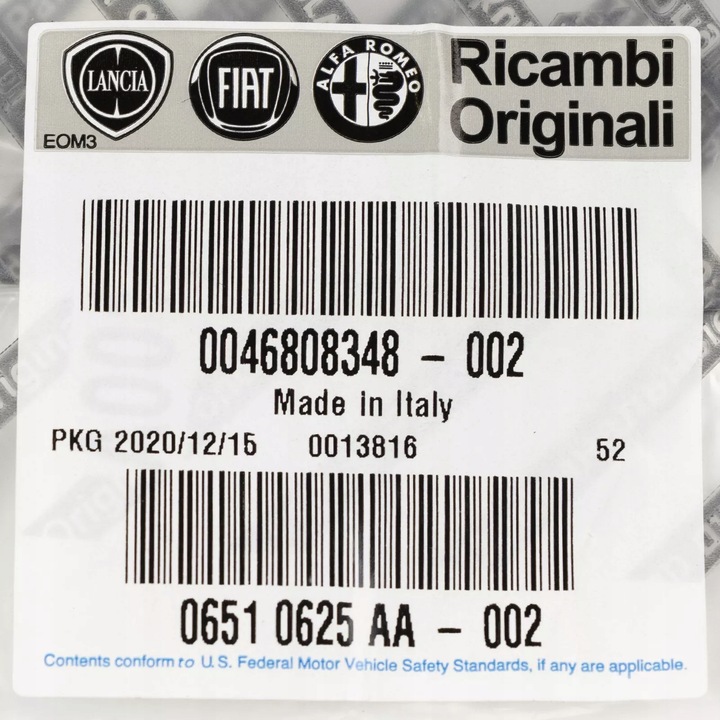 LANCIA FIAT ALFA ROMEO Ricambi
Originali
EOM3
0046808348 - 002
Made in Italy
PKG 2020/12/15 0013816 52
0651 0625 AA - 002
Contents conform to U.S. Federal Motor Vehicle Safety Standards, if any are applicable.